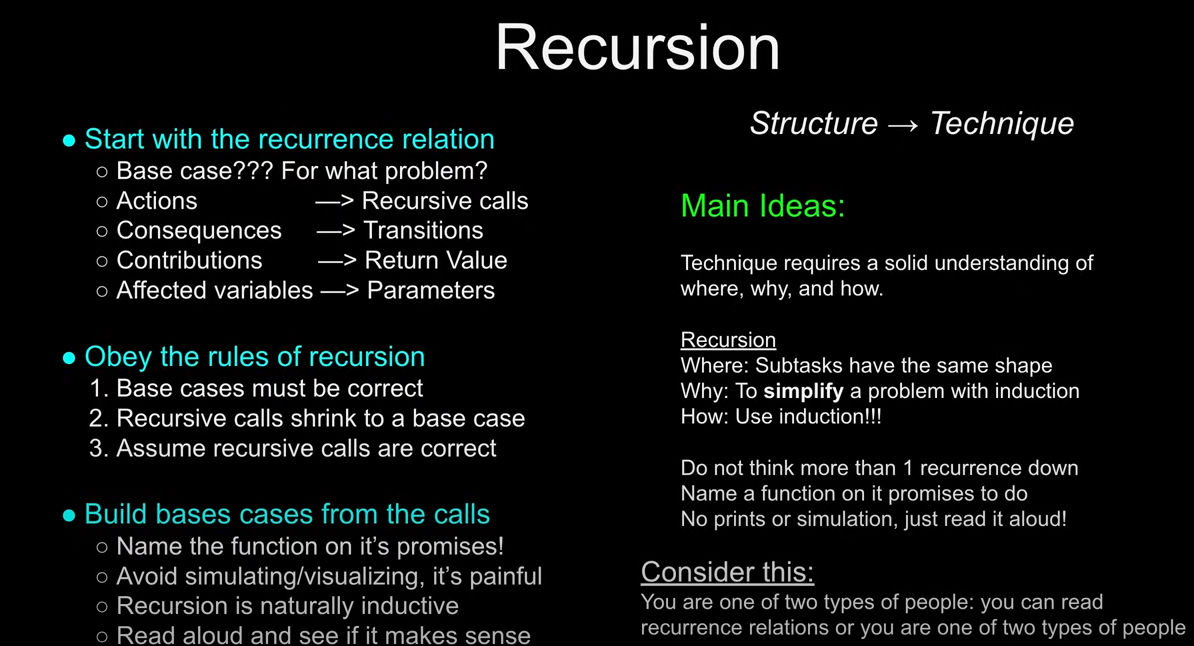 Recursion
● Start with the recurrence relation
○ Base case??? For what problem?
○ Actions —> Recursive calls
○ Consequences —> Transitions
○ Contributions —> Return Value
○ Affected variables —> Parameters
● Obey the rules of recursion
1. Base cases must be correct
2. Recursive calls shrink to a base case
3. Assume recursive calls are correct
● Build bases cases from the calls
○ Name the function on it's promises!
○ Avoid simulating/visualizing, it's painful
○ Recursion is naturally inductive
○ Read aloud and see if it makes sense
Structure → Technique
Main Ideas:
Technique requires a solid understanding of
where, why, and how.
Recursion
Where: Subtasks have the same shape
Why: To simplify a problem with induction
How: Use induction!!!
Do not think more than 1 recurrence down
Name a function on it promises to do
No prints or simulation, just read it aloud!
Consider this:
You are one of two types of people: you can read
recurrence relations or you are one of two types of people